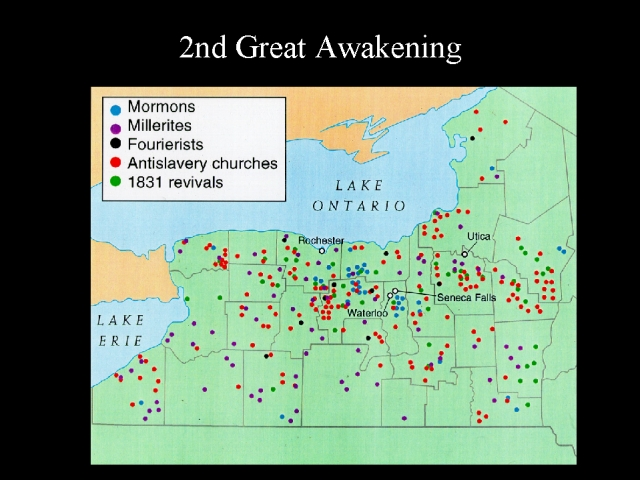 2nd Great Awakening
Mormons
Millerites
Fourierists
Antislavery churches
1831 revivals
LAKE
ONTARIO
Rochester
Utica
Seneca Falls
Waterloo
LAKE
ERIE